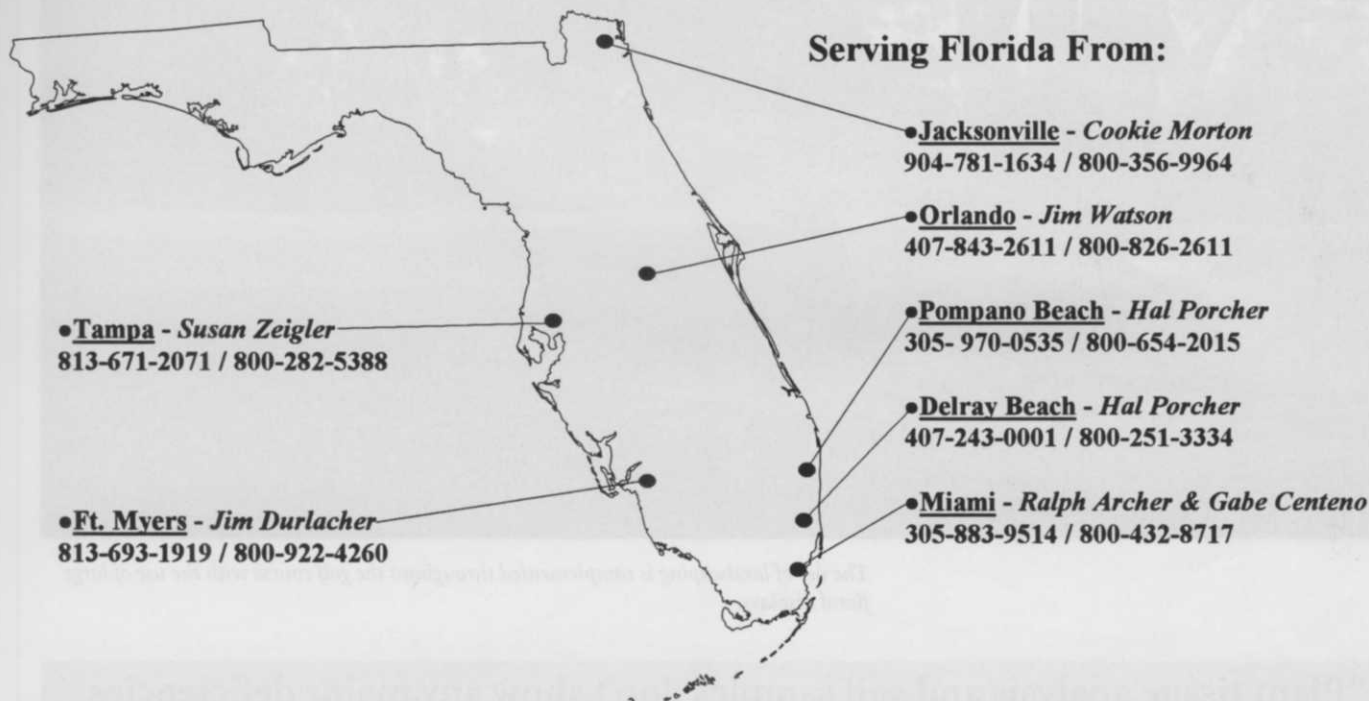 Serving Florida From:
●Jacksonville - Cookie Morton
904-781-1634 / 800-356-9964
●Orlando - Jim Watson
407-843-2611 / 800-826-2611
●Pompano Beach - Hal Porcher
305- 970-0535 / 800-654-2015
●Delray Beach - Hal Porcher
407-243-0001 / 800-251-3334
●Miami - Ralph Archer & Gabe Centeno
305-883-9514 / 800-432-8717
●Tampa - Susan Zeigler
813-671-2071 / 800-282-5388
●Ft. Myers - Jim Durlacher
813-693-1919 / 800-922-4260